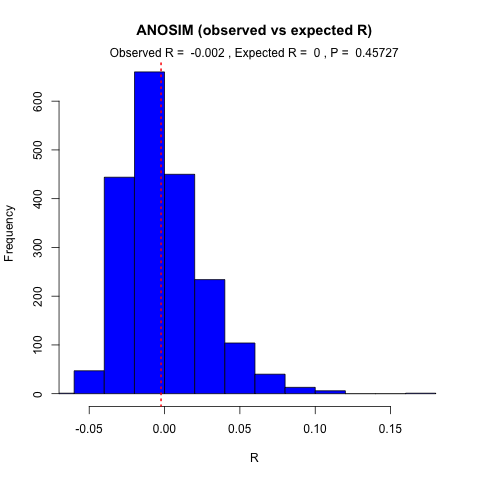 ANOSIM (observed vs expected R)
Observed R =  -0.002 , Expected R =  0 , P =  0.45727
Frequency
600
500
400
300
200
100
0
-0.05 0.00 0.05 0.10 0.15
R